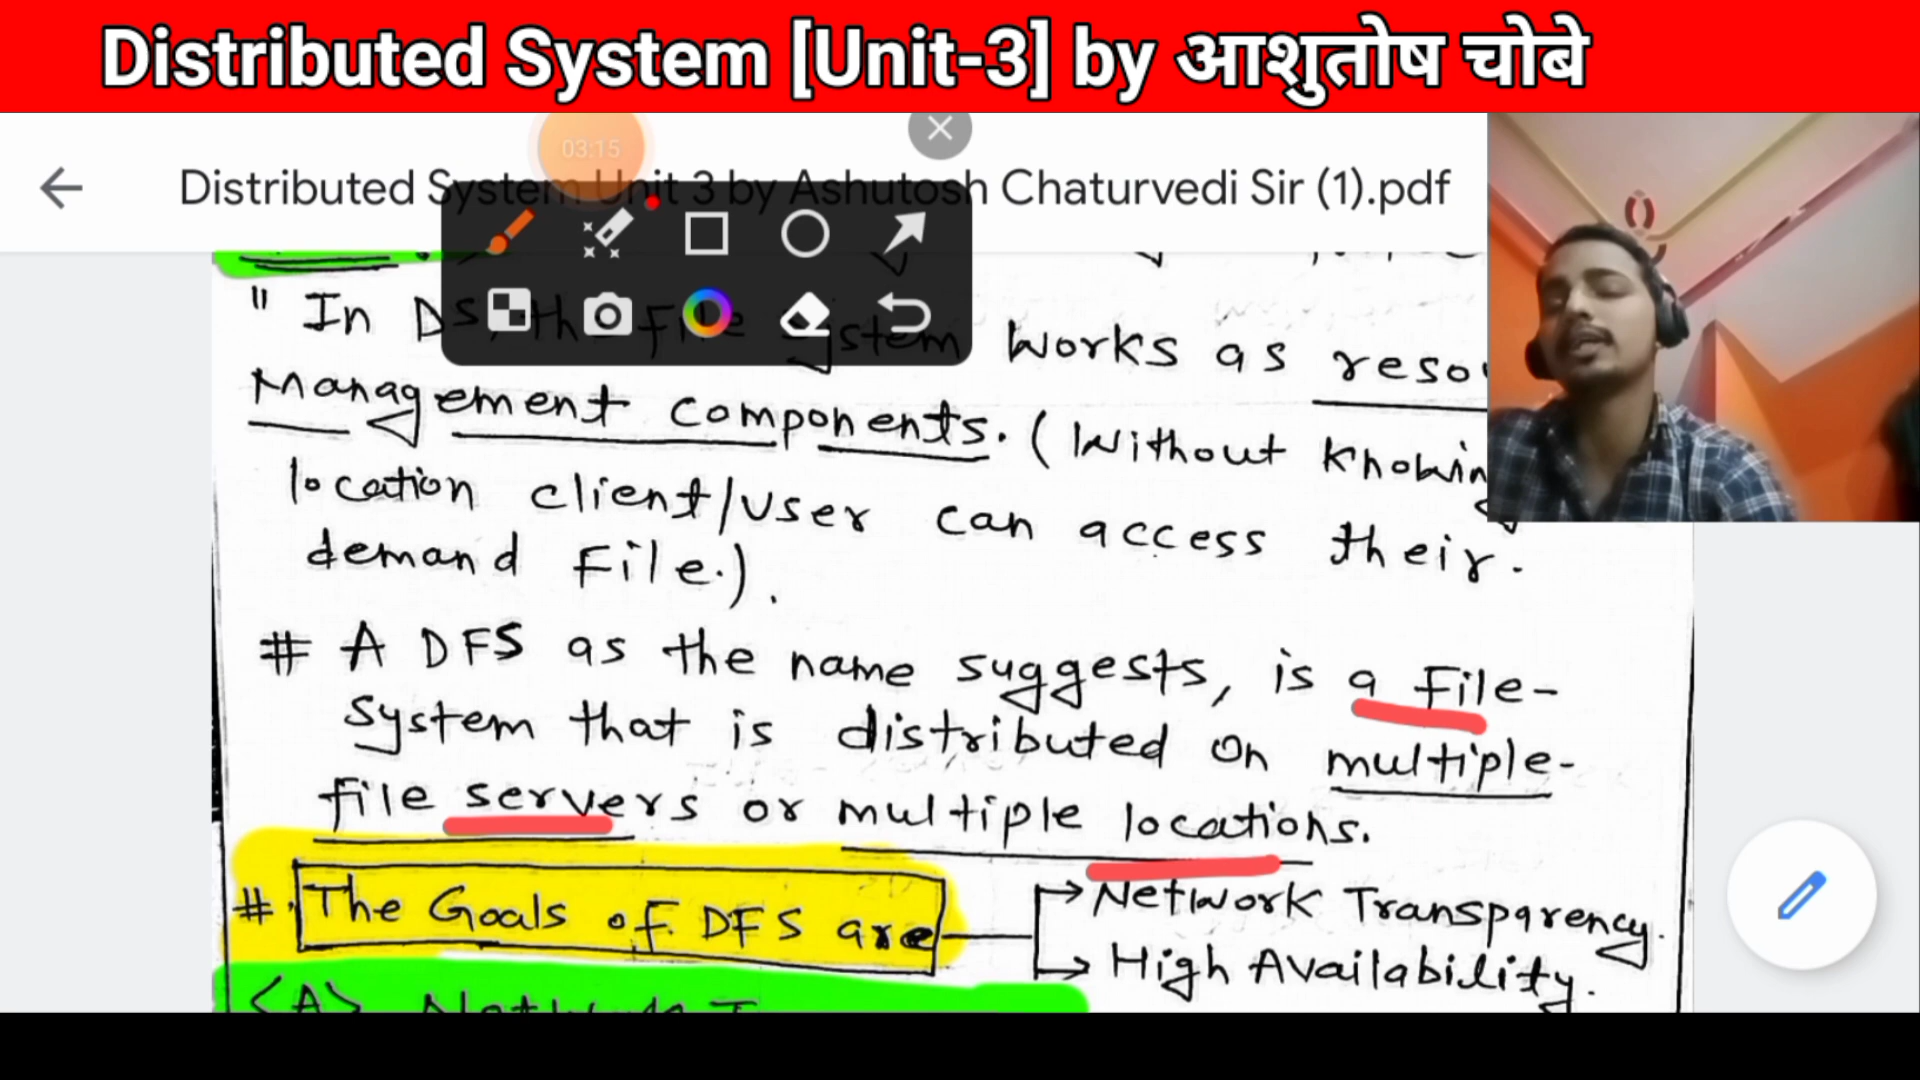 Distributed System [Unit-3] by आशुतोष चोबे
03:15
Distributed System Unit 3 by Ashutosh Chaturvedi Sir (1).pdf
" In DS, the File system works as
Management components. (Without
location client/user can access their.
demand File.).
# A DFS as the name suggests, is a File-
system that is distributed on multiple-
file servers or multiple locations.
# The Goals of DFS are
→ Network Transparency.
→ High Availability.
<A>